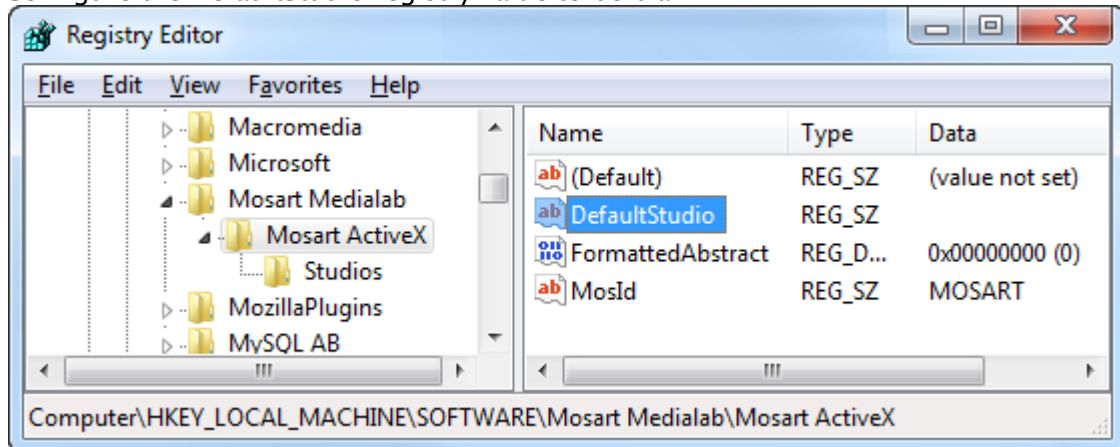 Registry Editor
File Edit View Favorites Help
Macromedia
Microsoft
Mosart Medialab
Mosart ActiveX
Studios
MozillaPlugins
MySQL AB
Name Type Data
(Default) REG_SZ (value not set)
DefaultStudio REG_SZ
FormattedAbstract REG_D... 0x00000000 (0)
MosId REG_SZ MOSART
Computer\HKEY_LOCAL_MACHINE\SOFTWARE\Mosart Medialab\Mosart ActiveX